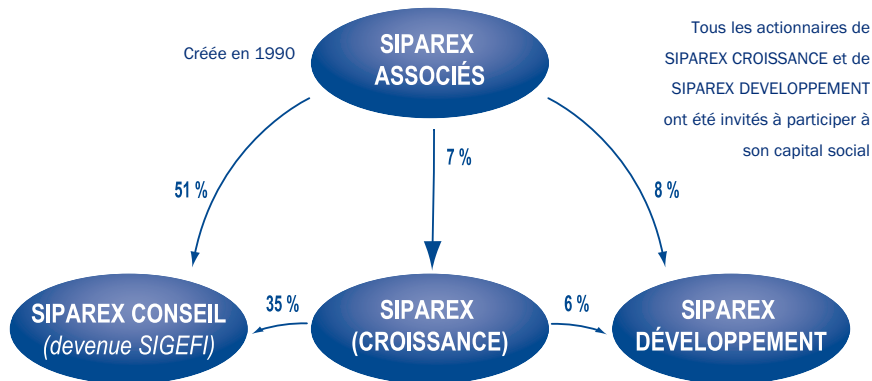 Créée en 1990
SIPAREX
ASSOCIÉS
Tous les actionnaires de
SIPAREX CROISSANCE et de
SIPAREX DEVELOPPEMENT
ont été invités à participer à
son capital social
51 %
7 %
8 %
SIPAREX CONSEIL
(devenue SIGEFI)
35 %
SIPAREX
(CROISSANCE)
6 %
SIPAREX
DÉVELOPPEMENT